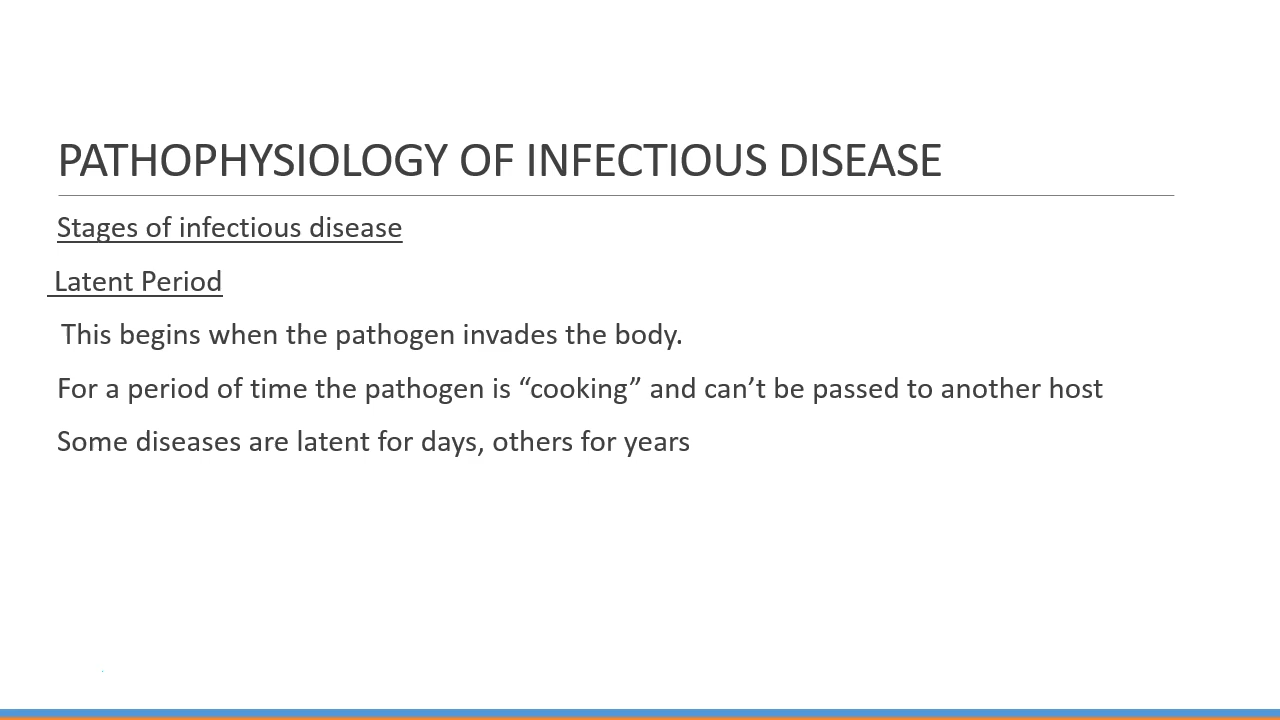 PATHOPHYSIOLOGY OF INFECTIOUS DISEASE
Stages of infectious disease
Latent Period
This begins when the pathogen invades the body.
For a period of time the pathogen is “cooking” and can’t be passed to another host
Some diseases are latent for days, others for years